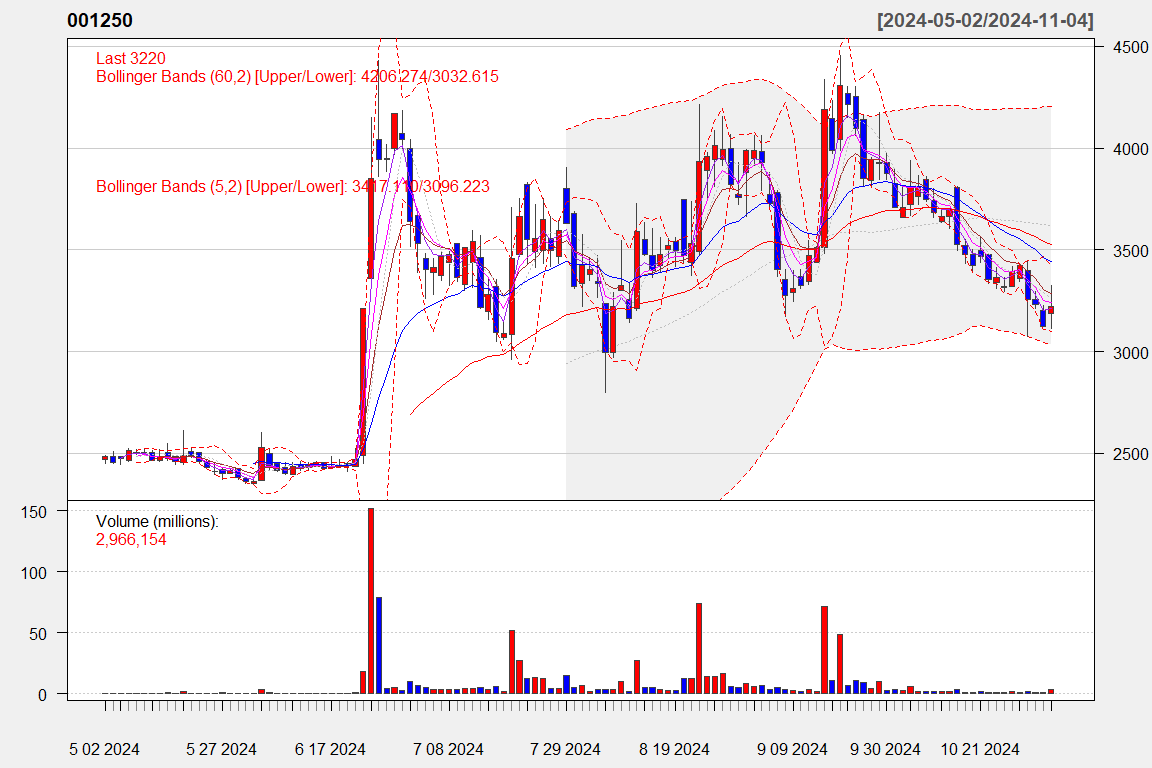 001250 [2024-05-02/2024-11-04]
Last 3220
Bollinger Bands (60,2) [Upper/Lower]: 4206.274/3032.615
Bollinger Bands (5,2) [Upper/Lower]: 3417.110/3096.223
4500
4000
3500
3000
2500
Volume (millions):
2,966,154
150
100
50
0
5 02 2024 5 27 2024 6 17 2024 7 08 2024 7 29 2024 8 19 2024 9 09 2024 9 30 2024 10 21 2024